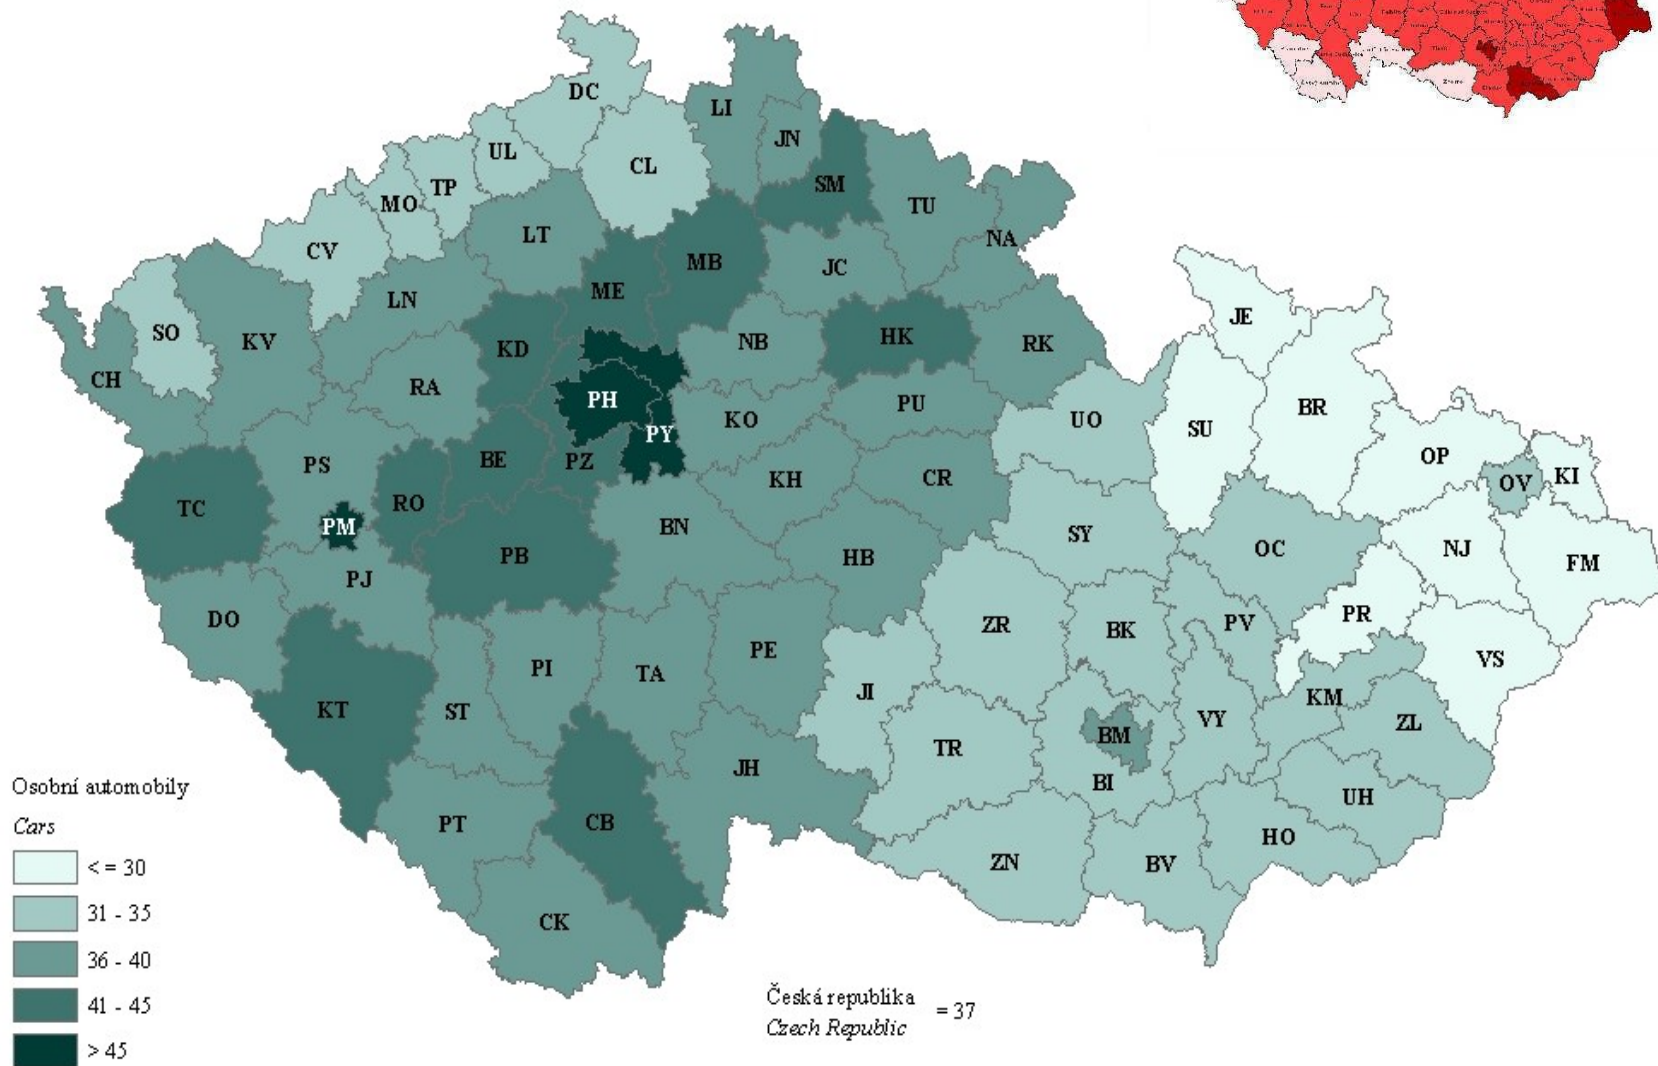 DC
LI
UL
JN
CL
TP
SM
MO
TU
LT
NA
CV
MB
JC
ME
LN
JE
SO
KV
KD
NB
HK
RK
CH
RA
PH
PU
BR
KO
UO
SU
PY
PS
BE
PZ
OP
KH
CR
OV
KI
TC
RO
PM
BN
SY
OC
NJ
PB
HB
FM
PJ
DO
ZR
BK
PV
PR
PE
VS
PI
TA
JI
KM
KT
ST
VY
ZL
BM
TR
JH
BI
UH
PT
CB
HO
ZN
BV
CK
Osobní automobily
Cars
< = 30
31 - 35
36 - 40
41 - 45
> 45
Česká republika
= 37
Czech Republic